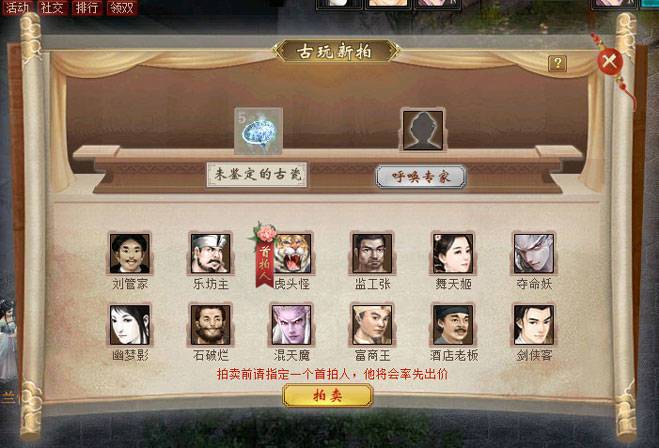 活动 社交 排行 领双
古玩新拍
?
5
未鉴定的古瓷
呼唤专家
首拍人
刘管家 乐坊主 虎头怪 监工张 舞天姬 夺命妖
幽梦影 石破烂 混天魔 富商王 酒店老板 剑侠客
拍卖前请指定一个首拍人，他将会率先出价
拍卖
兰